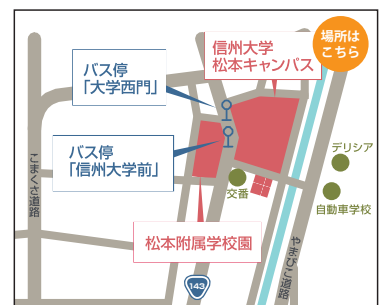 場所は
こちら
信州大学
松本キャンパス
バス停
「大学西門」
バス停
「信州大学前」
こまくさ道路
デリシア
交番
自動車学校
松本附属学校園
やまびこ道路
143